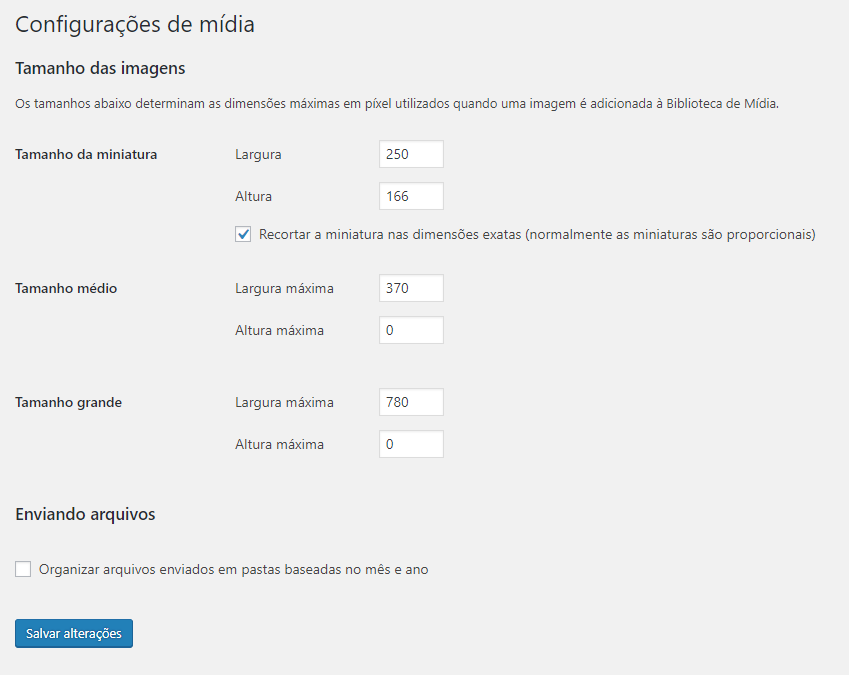 Configurações de mídia
Tamanho das imagens
Os tamanhos abaixo determinam as dimensões máximas em píxel utilizados quando uma imagem é adicionada à Biblioteca de Mídia.
Tamanho da miniatura Largura 250
Altura 166
Recortar a miniatura nas dimensões exatas (normalmente as miniaturas são proporcionais)
Tamanho médio Largura máxima 370
Altura máxima 0
Tamanho grande Largura máxima 780
Altura máxima 0
Enviando arquivos
Organizar arquivos enviados em pastas baseadas no mês e ano
Salvar alterações